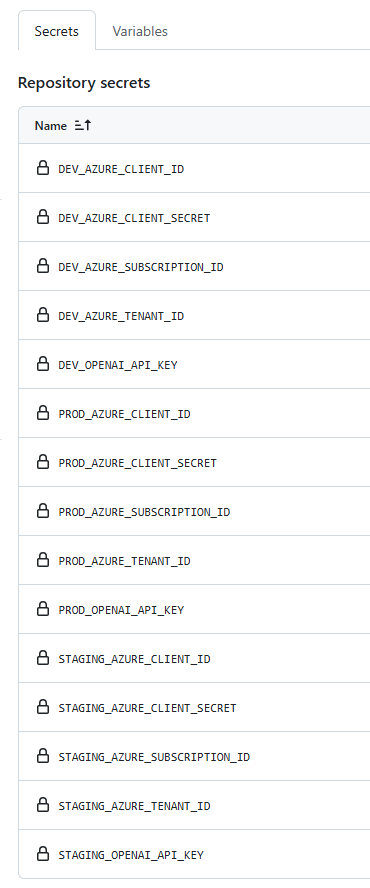 Secrets
Variables
Repository secrets
Name
DEV_AZURE_CLIENT_ID
DEV_AZURE_CLIENT_SECRET
DEV_AZURE_SUBSCRIPTION_ID
DEV_AZURE_TENANT_ID
DEV_OPENAI_API_KEY
PROD_AZURE_CLIENT_ID
PROD_AZURE_CLIENT_SECRET
PROD_AZURE_SUBSCRIPTION_ID
PROD_AZURE_TENANT_ID
PROD_OPENAI_API_KEY
STAGING_AZURE_CLIENT_ID
STAGING_AZURE_CLIENT_SECRET
STAGING_AZURE_SUBSCRIPTION_ID
STAGING_AZURE_TENANT_ID
STAGING_OPENAI_API_KEY